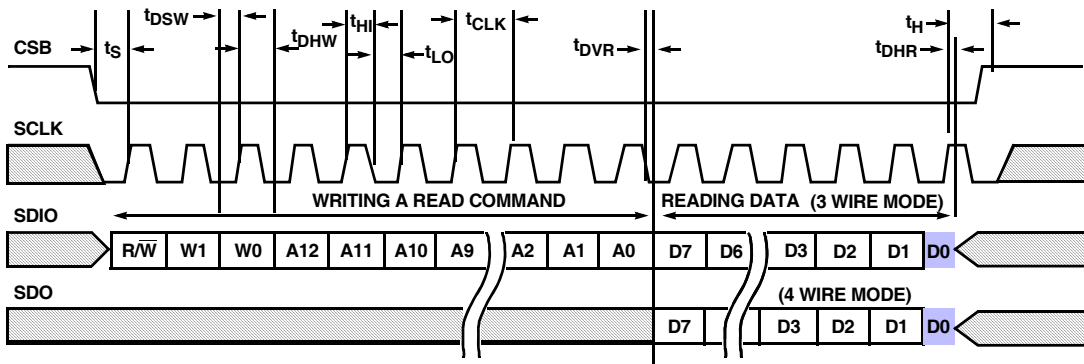 tDSW tHI tCLK tH
CSB tS tDHW tLO tDVR tDHR
SCLK
WRITING A READ COMMAND READING DATA (3 WIRE MODE)
SDIO
R/W̅ W1 W0 A12 A11 A10 A9 A2 A1 A0 D7 D6 D3 D2 D1 D0
SDO (4 WIRE MODE)
D7 D3 D2 D1 D0